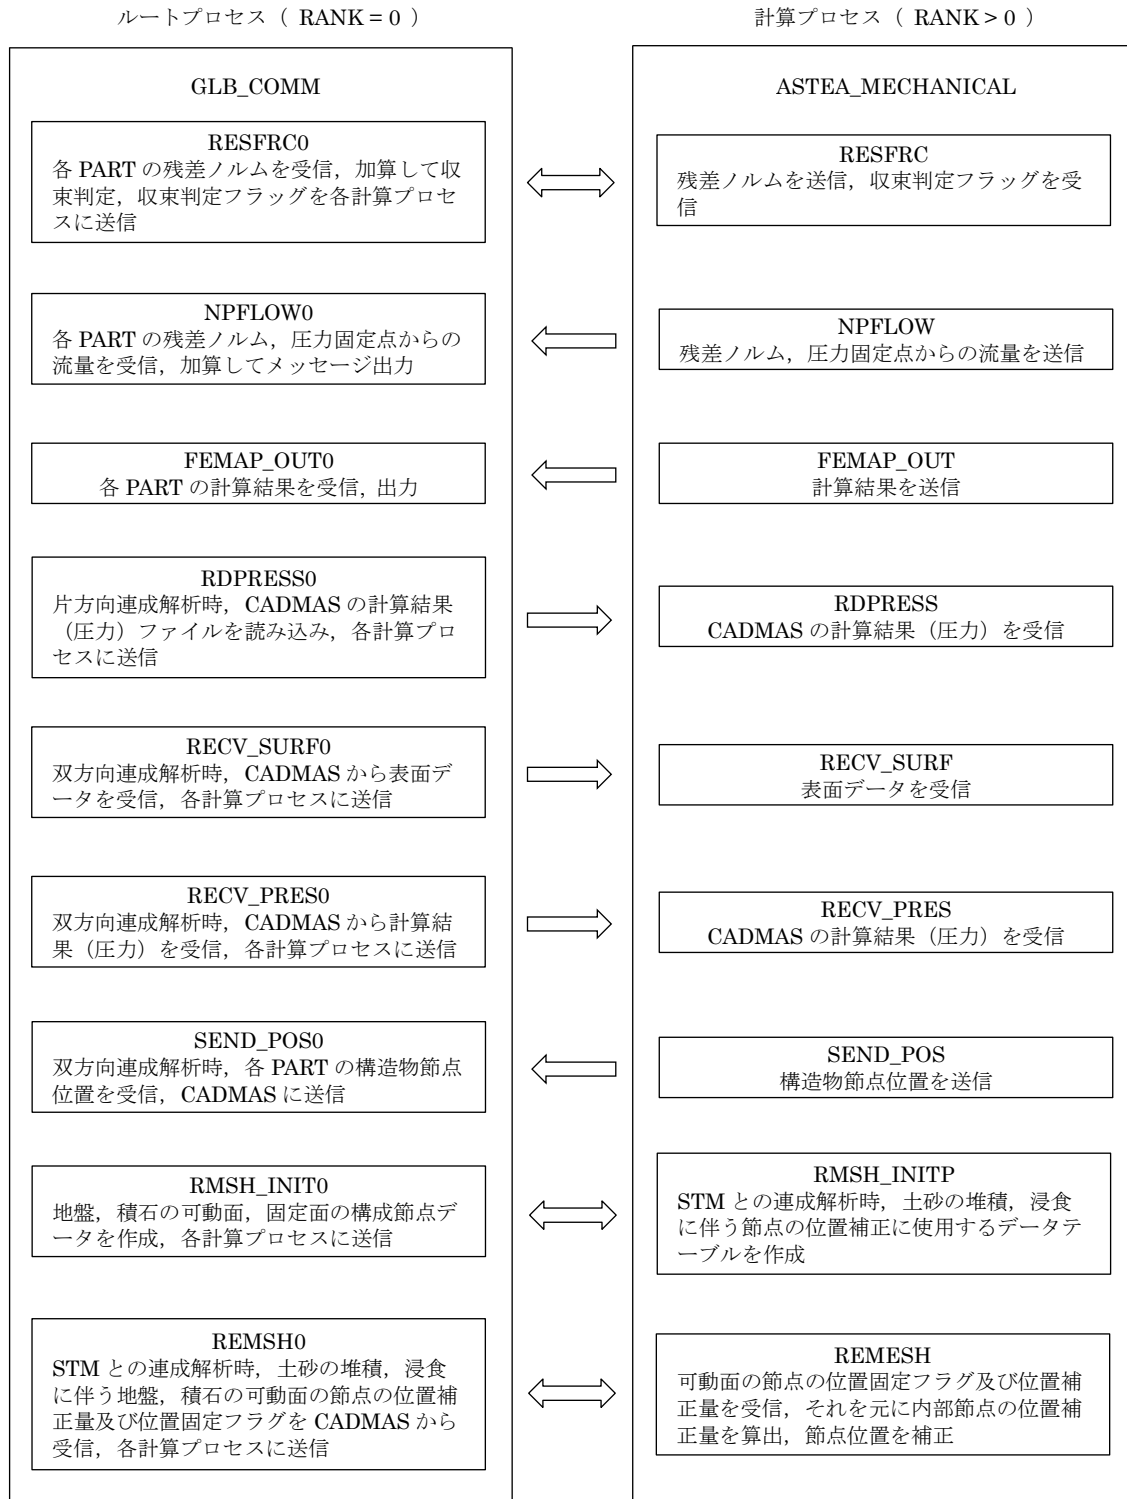 ルートプロセス（ RANK = 0 ）
計算プロセス（ RANK > 0 ）
GLB_COMM
ASTEA_MECHANICAL
RESFRC0
各 PART の残差ノルムを受信，加算して収
束判定，収束判定フラッグを各計算プロセ
スに送信
RESFRC
残差ノルムを送信，収束判定フラッグを受
信
NPFLOW0
各 PART の残差ノルム，圧力固定点からの
流量を受信，加算してメッセージ出力
NPFLOW
残差ノルム，圧力固定点からの流量を送信
FEMAP_OUT0
各 PART の計算結果を受信, 出力
FEMAP_OUT
計算結果を送信
RDPRESS0
片方向連成解析時，CADMAS の計算結果
（圧力）ファイルを読み込み，各計算プロ
セスに送信
RDPRESS
CADMAS の計算結果（圧力）を受信
RECV_SURF0
双方向連成解析時，CADMAS から表面デ
ータを受信，各計算プロセスに送信
RECV_SURF
表面データを受信
RECV_PRES0
双方向連成解析時，CADMAS から計算結
果（圧力）を受信，各計算プロセスに送信
RECV_PRES
CADMAS の計算結果（圧力）を受信
SEND_POS0
双方向連成解析時，各 PART の構造物節点
位置を受信，CADMAS に送信
SEND_POS
構造物節点位置を送信
RMSH_INIT0
地盤，積石の可動面，固定面の構成節点デ
ータを作成，各計算プロセスに送信
RMSH_INITP
STM との連成解析時，土砂の堆積，浸食
に伴う節点の位置補正に使用するデータテ
ーブルを作成
REMSH0
STM との連成解析時，土砂の堆積，浸食
に伴う地盤，積石の可動面の節点の位置補
正量及び位置固定フラグを CADMAS から
受信，各計算プロセスに送信
REMESH
可動面の節点の位置固定フラグ及び位置補
正量を受信，それを元に内部節点の位置補
正量を算出，節点位置を補正